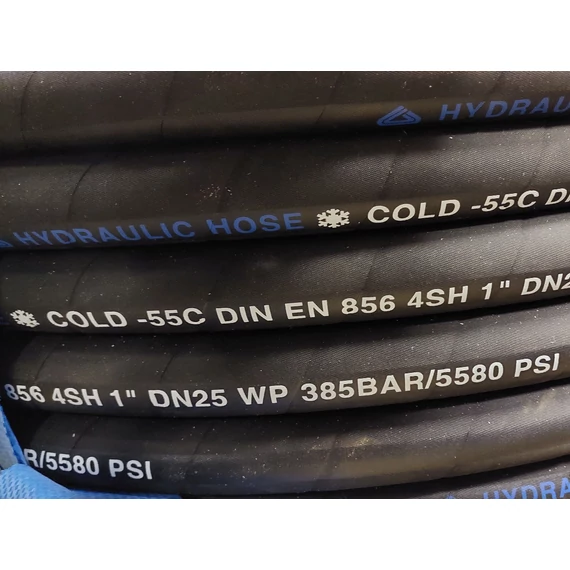 HYDRAU
HYDRAULIC HOSE COLD -55C D
COLD -55C DIN EN 856 4SH 1" DN2
856 4SH 1" DN25 WP 385BAR/5580 PSI
R/5580 PSI
HYDRA